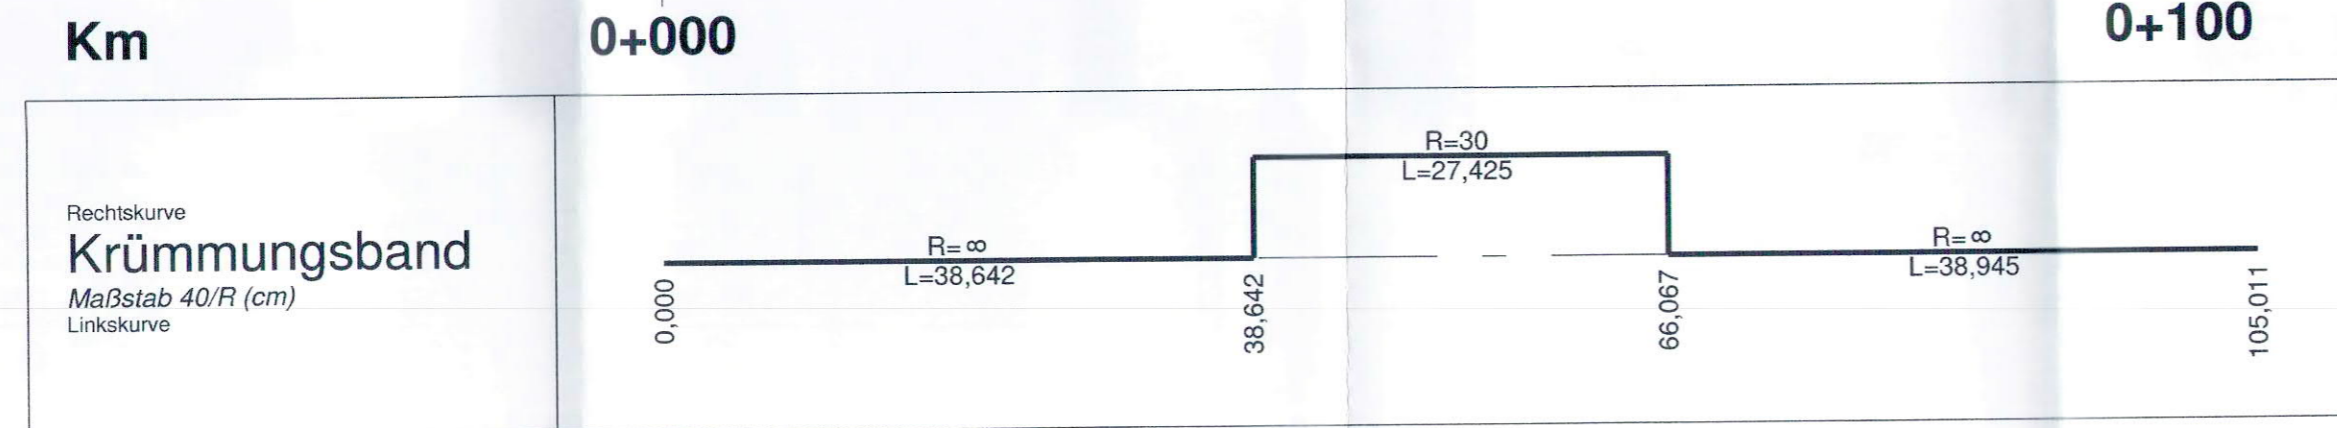 Km 0+000 0+100
R=30
L=27,425
Rechtskurve
Krümmungsband
Maßstab 40/R (cm)
Linkskurve
R=∞
L=38,642
R=∞
L=38,945
0,000
38,642
66,067
105,011